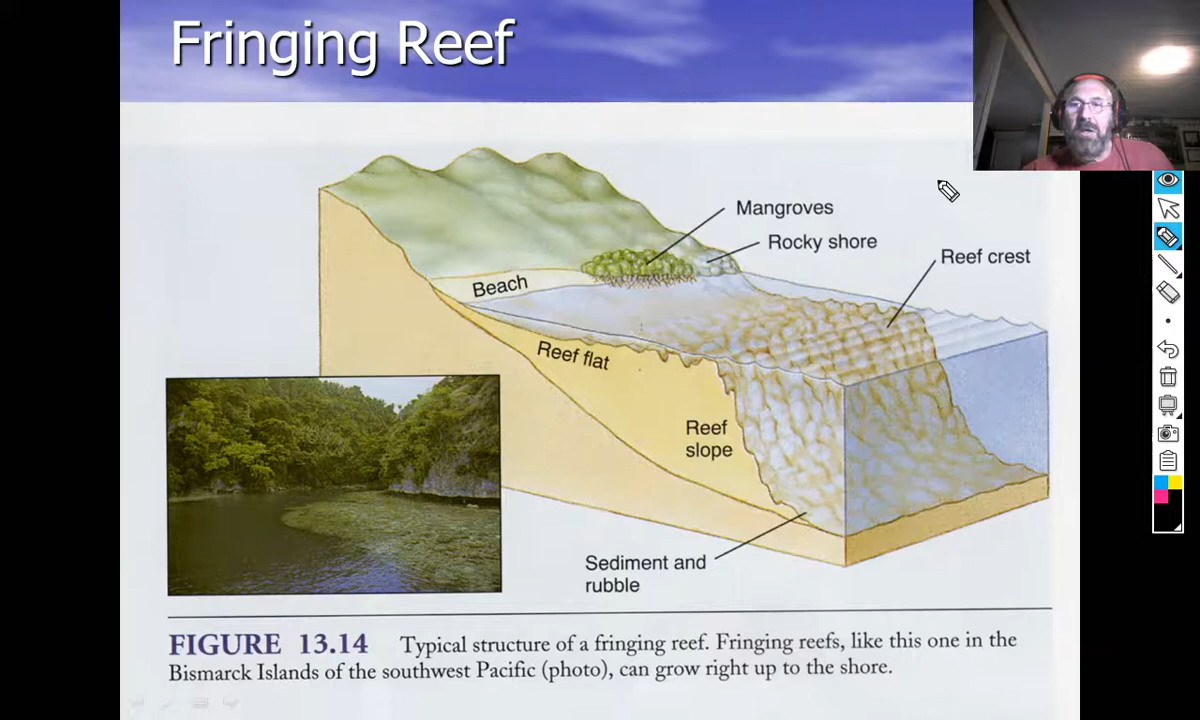 Fringing Reef
Mangroves
Rocky shore
Reef crest
Beach
Reef flat
Reef
slope
Sediment and
rubble
FIGURE 13.14 Typical structure of a fringing reef. Fringing reefs, like this one in the
Bismarck Islands of the southwest Pacific (photo), can grow right up to the shore.